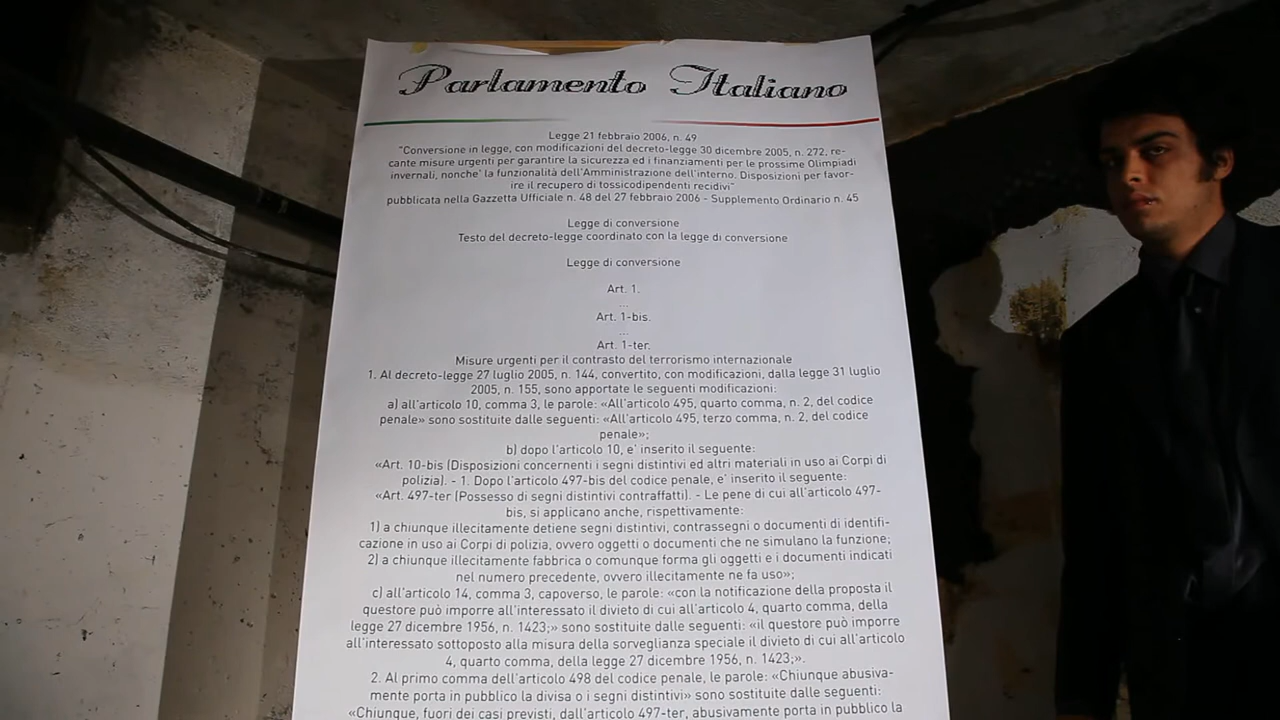 Parlamento Italiano
Legge 21 febbraio 2006, n. 49
"Conversione in legge, con modificazioni del decreto-legge 30 dicembre 2005, n. 272, re-
cante misure urgenti per garantire la sicurezza ed i finanziamenti per le prossime Olimpiadi
invernali, nonche' la funzionalità dell'Amministrazione dell'interno. Disposizioni per favor-
ire il recupero di tossicodipendenti recidivi"
pubblicata nella Gazzetta Ufficiale n. 48 del 27 febbraio 2006 - Supplemento Ordinario n. 45
Legge di conversione
Testo del decreto-legge coordinato con la legge di conversione
Legge di conversione
Art. 1.
...
Art. 1-bis.
...
Art. 1-ter.
Misure urgenti per il contrasto del terrorismo internazionale
1. Al decreto-legge 27 luglio 2005, n. 144, convertito, con modificazioni, dalla legge 31 luglio
2005, n. 155, sono apportate le seguenti modificazioni:
a) all'articolo 10, comma 3, le parole: «All'articolo 495, quarto comma, n. 2, del codice
penale» sono sostituite dalle seguenti: «All'articolo 495, terzo comma, n. 2, del codice
penale»;
b) dopo l'articolo 10, e' inserito il seguente:
«Art. 10-bis (Disposizioni concernenti i segni distintivi ed altri materiali in uso ai Corpi di
polizia). - 1. Dopo l'articolo 497-bis del codice penale, e' inserito il seguente:
«Art. 497-ter (Possesso di segni distintivi contraffatti). - Le pene di cui all'articolo 497-
bis, si applicano anche, rispettivamente:
1) a chiunque illecitamente detiene segni distintivi, contrassegni o documenti di identifi-
cazione in uso ai Corpi di polizia, ovvero oggetti o documenti che ne simulano la funzione;
2) a chiunque illecitamente fabbrica o comunque forma gli oggetti e i documenti indicati
nel numero precedente, ovvero illecitamente ne fa uso»;
c) all'articolo 14, comma 3, capoverso, le parole: «con la notificazione della proposta il
questore può imporre all'interessato il divieto di cui all'articolo 4, quarto comma, della
legge 27 dicembre 1956, n. 1423;» sono sostituite dalle seguenti: «il questore può imporre
all'interessato sottoposto alla misura della sorveglianza speciale il divieto di cui all'articolo
4, quarto comma, della legge 27 dicembre 1956, n. 1423;».
2. Al primo comma dell'articolo 498 del codice penale, le parole: «Chiunque abusiva-
mente porta in pubblico la divisa o i segni distintivi» sono sostituite dalle seguenti:
«Chiunque, fuori dei casi previsti, dall'articolo 497-ter, abusivamente porta in pubblico la